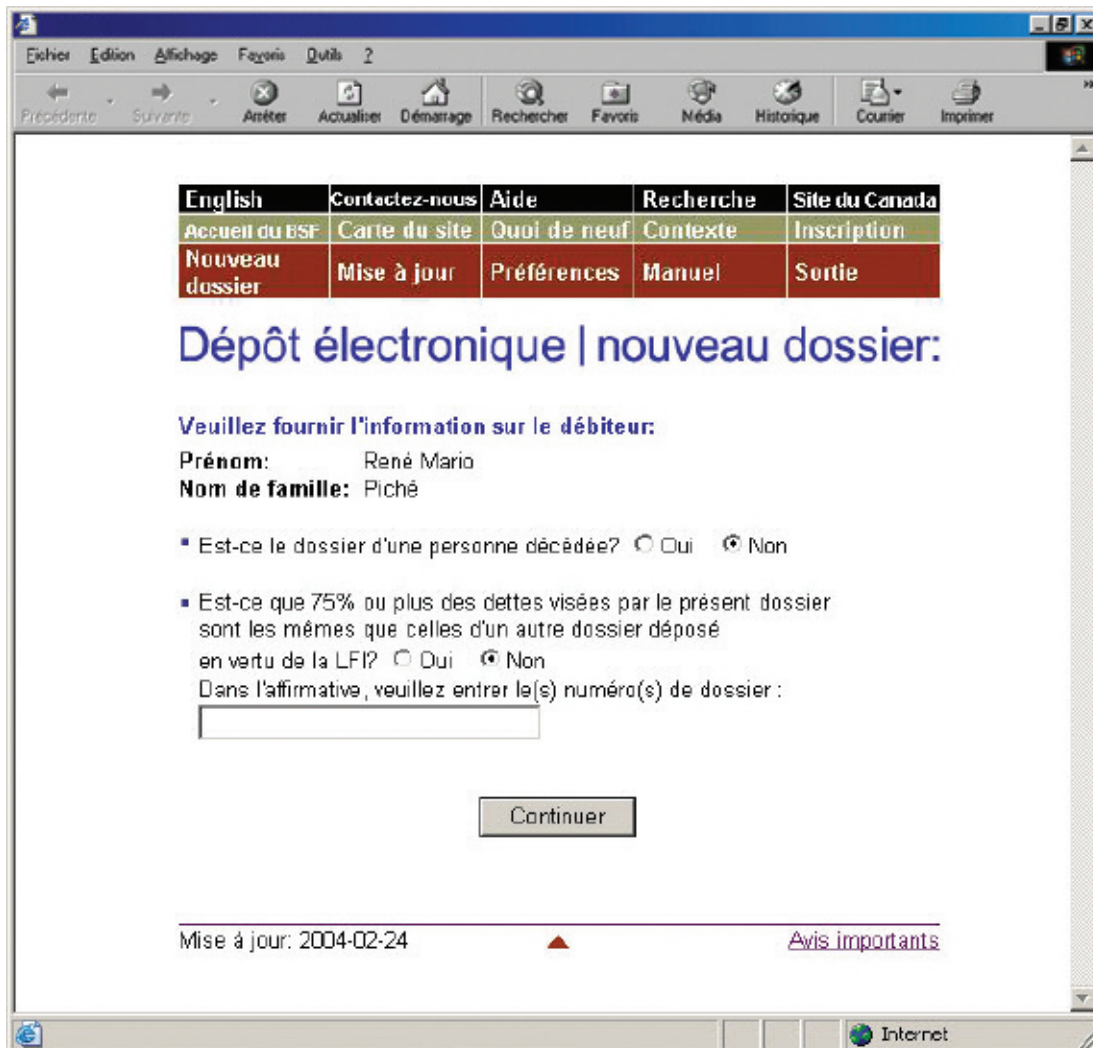 Fichier Edition Affichage Favoris Outils ?
Précédente Suivante Arrêter Actualiser Démarrage Rechercher Favoris Média Historique Courrier Imprimer
English Contactez-nous Aide Recherche Site du Canada
Accueil du BSF Carte du site Quoi de neuf Contexte Inscription
Nouveau dossier Mise à jour Préférences Manuel Sortie
Dépôt électronique | nouveau dossier:
Veuillez fournir l'information sur le débiteur:
Prénom: René Mario
Nom de famille: Piché
Est-ce le dossier d'une personne décédée? Oui Non
Est-ce que 75% ou plus des dettes visées par le présent dossier
sont les mêmes que celles d'un autre dossier déposé
en vertu de la LFI? Oui Non
Dans l'affirmative, veuillez entrer le(s) numéro(s) de dossier :
Continuer
Mise à jour: 2004-02-24 Avis importants
Internet